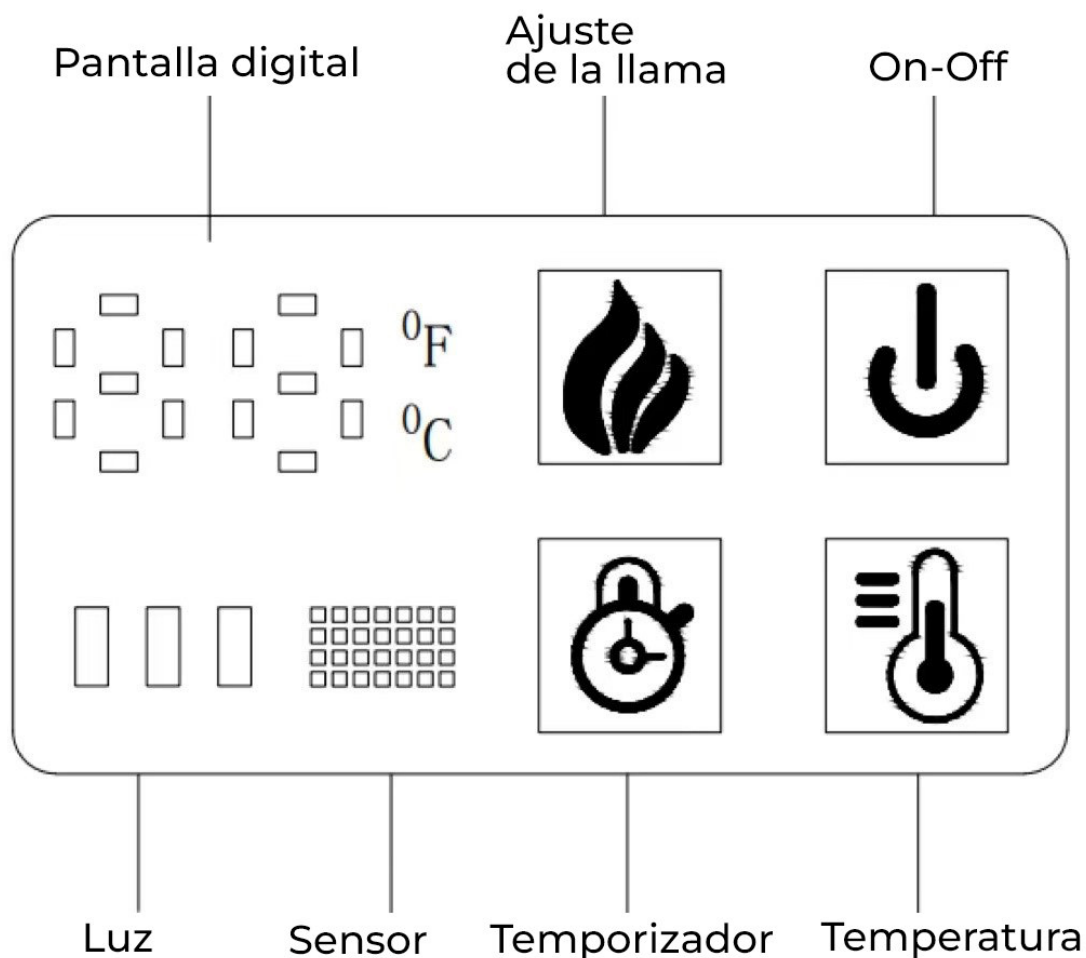 Pantalla digital
Ajuste
de la llama
On-Off
⁰F
⁰C
Luz
Sensor
Temporizador
Temperatura